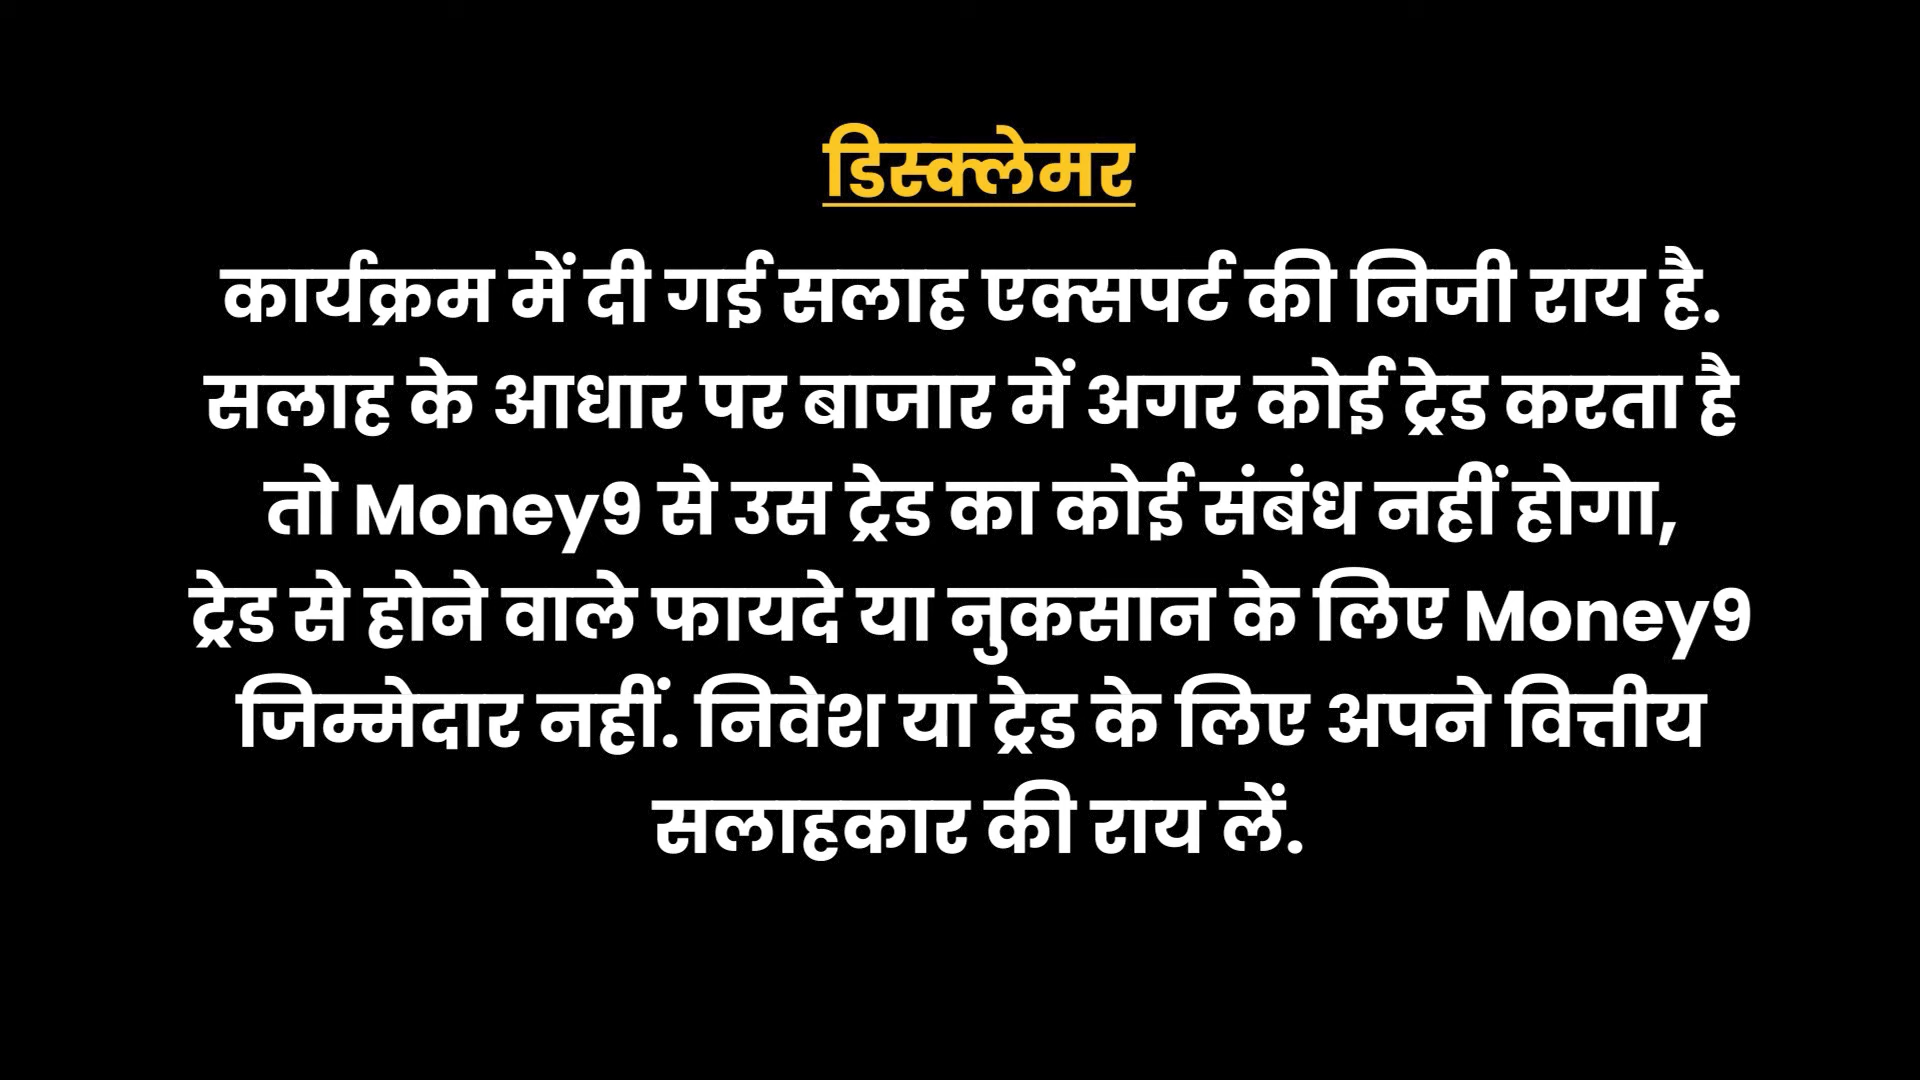 डिस्क्लेमर
कार्यक्रम में दी गई सलाह एक्सपर्ट की निजी राय है.
सलाह के आधार पर बाजार में अगर कोई ट्रेड करता है
तो Money9 से उस ट्रेड का कोई संबंध नहीं होगा,
ट्रेड से होने वाले फायदे या नुकसान के लिए Money9
जिम्मेदार नहीं. निवेश या ट्रेड के लिए अपने वित्तीय
सलाहकार की राय लें.